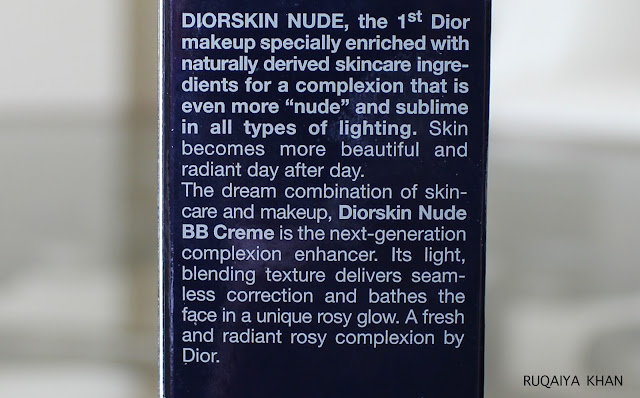 DIORSKIN NUDE, the 1st Dior
makeup specially enriched with
naturally derived skincare ingre-
dients for a complexion that is
even more “nude” and sublime
in all types of lighting. Skin
becomes more beautiful and
radiant day after day.
The dream combination of skin-
care and makeup, Diorskin Nude
BB Creme is the next-generation
complexion enhancer. Its light,
blending texture delivers seam-
less correction and bathes the
face in a unique rosy glow. A fresh
and radiant rosy complexion by
Dior.
RUQAIYA KHAN